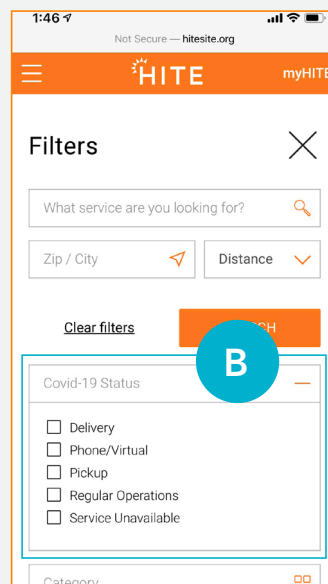 1:46
Not Secure — hitesite.org
HITE
myHITE
Filters
What service are you looking for?
Zip / City
Distance
Clear filters
B
Covid-19 Status
Delivery
Phone/Virtual
Pickup
Regular Operations
Service Unavailable
Category